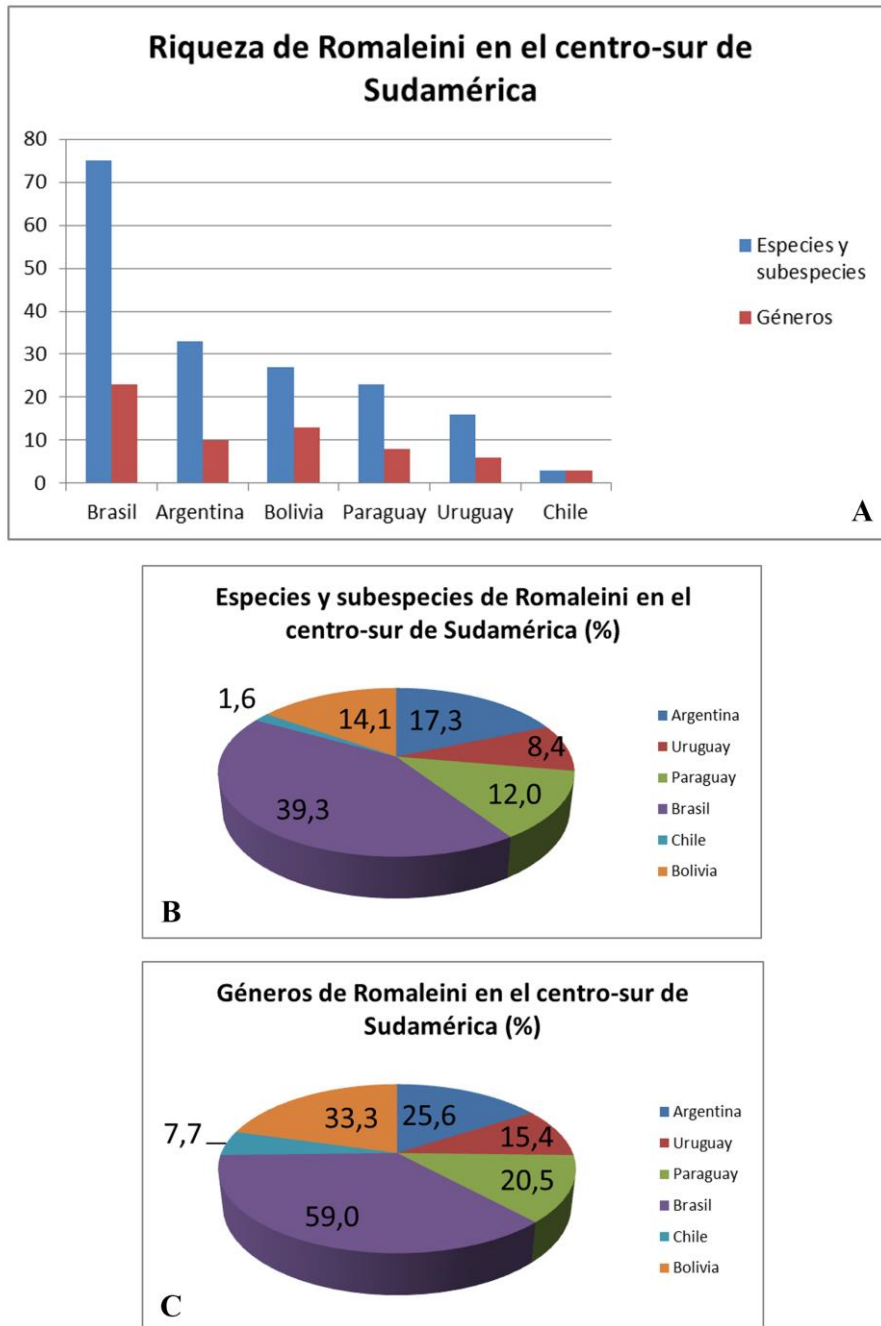 Riqueza de Romaleini en el centro-sur de
Sudamérica
80
70
60
50
40
30
20
10
0
Brasil Argentina Bolivia Paraguay Uruguay Chile
Especies y
subespecies
Géneros
A
Especies y subespecies de Romaleini en el
centro-sur de Sudamérica (%)
1,6
14,1
17,3
8,4
12,0
39,3
Argentina
Uruguay
Paraguay
Brasil
Chile
Bolivia
B
Géneros de Romaleini en el centro-sur de
Sudamérica (%)
7,7
33,3
25,6
15,4
20,5
59,0
Argentina
Uruguay
Paraguay
Brasil
Chile
Bolivia
C